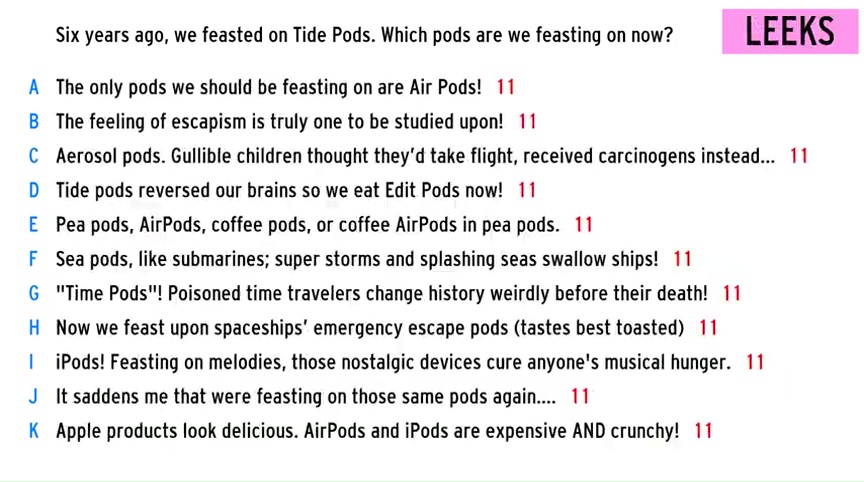 Six years ago, we feasted on Tide Pods. Which pods are we feasting on now?
LEEKS
A The only pods we should be feasting on are Air Pods! 11
B The feeling of escapism is truly one to be studied upon! 11
C Aerosol pods. Gullible children thought they'd take flight, received carcinogens instead... 11
D Tide pods reversed our brains so we eat Edit Pods now! 11
E Pea pods, AirPods, coffee pods, or coffee AirPods in pea pods. 11
F Sea pods, like submarines; super storms and splashing seas swallow ships! 11
G "Time Pods"! Poisoned time travelers change history weirdly before their death! 11
H Now we feast upon spaceships' emergency escape pods (tastes best toasted) 11
I iPods! Feasting on melodies, those nostalgic devices cure anyone's musical hunger. 11
J It saddens me that were feasting on those same pods again.... 11
K Apple products look delicious. AirPods and iPods are expensive AND crunchy! 11